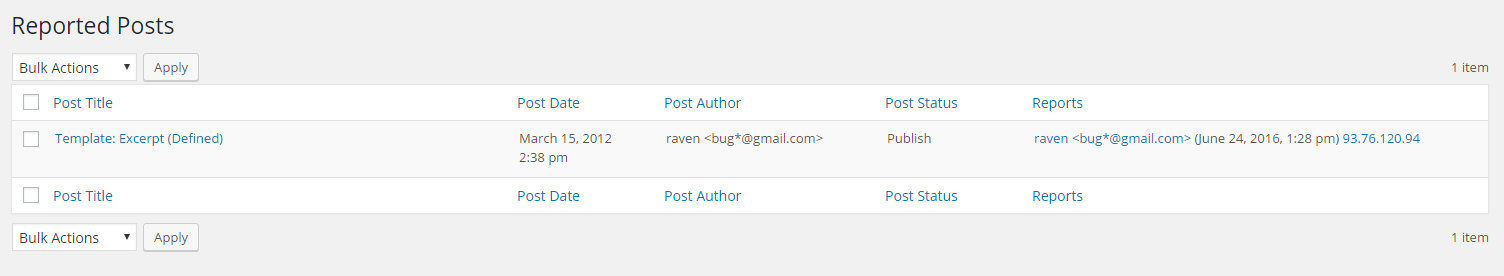 Reported Posts
Bulk Actions Apply 1 item
Post Title Post Date Post Author Post Status Reports
Template: Excerpt (Defined) March 15, 2012 raven <bug*@gmail.com> Publish raven <bug*@gmail.com> (June 24, 2016, 1:28 pm) 93.76.120.94
2:38 pm
Post Title Post Date Post Author Post Status Reports
Bulk Actions Apply 1 item